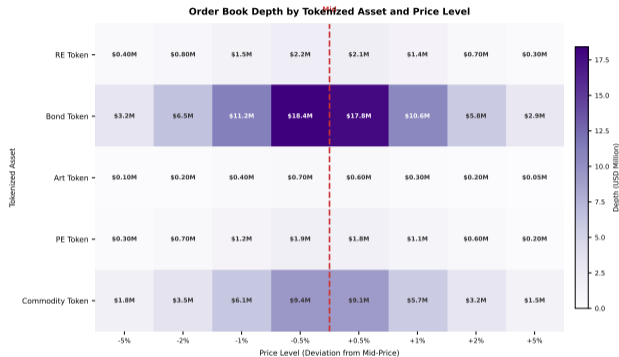 Order Book Depth by Tokenized Asset and Price Level
Mid
RE Token $0.40M $0.80M $1.5M $2.2M $2.1M $1.4M $0.70M $0.30M
Bond Token $3.2M $6.5M $11.2M $18.4M $17.8M $10.6M $5.8M $2.9M
Art Token $0.10M $0.20M $0.40M $0.70M $0.60M $0.30M $0.20M $0.05M
PE Token $0.30M $0.70M $1.2M $1.9M $1.8M $1.1M $0.60M $0.20M
Commodity Token $1.8M $3.5M $6.1M $9.4M $9.1M $5.7M $3.2M $1.5M
-5% -2% -1% -0.5% +0.5% +1% +2% +5%
Price Level (Deviation from Mid-Price)
Tokenized Asset
17.5
15.0
12.5
10.0
7.5
5.0
2.5
0.0
Depth (USD Million)